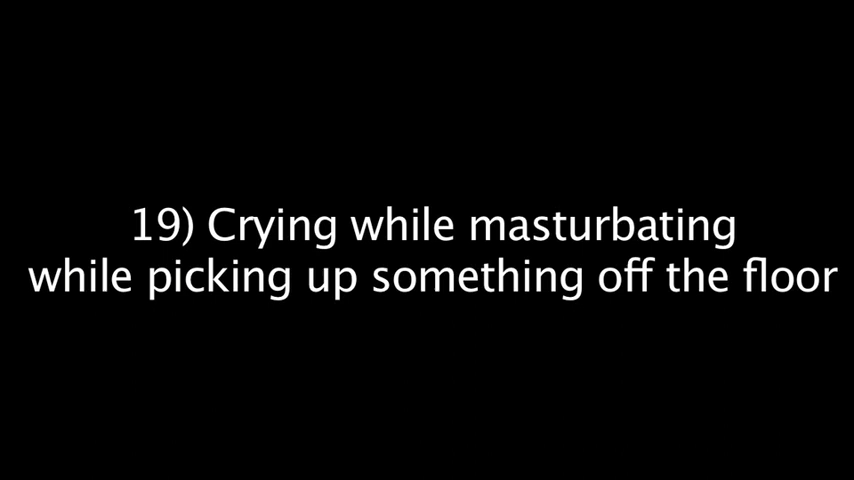 19) Crying while masturbating
while picking up something off the floor